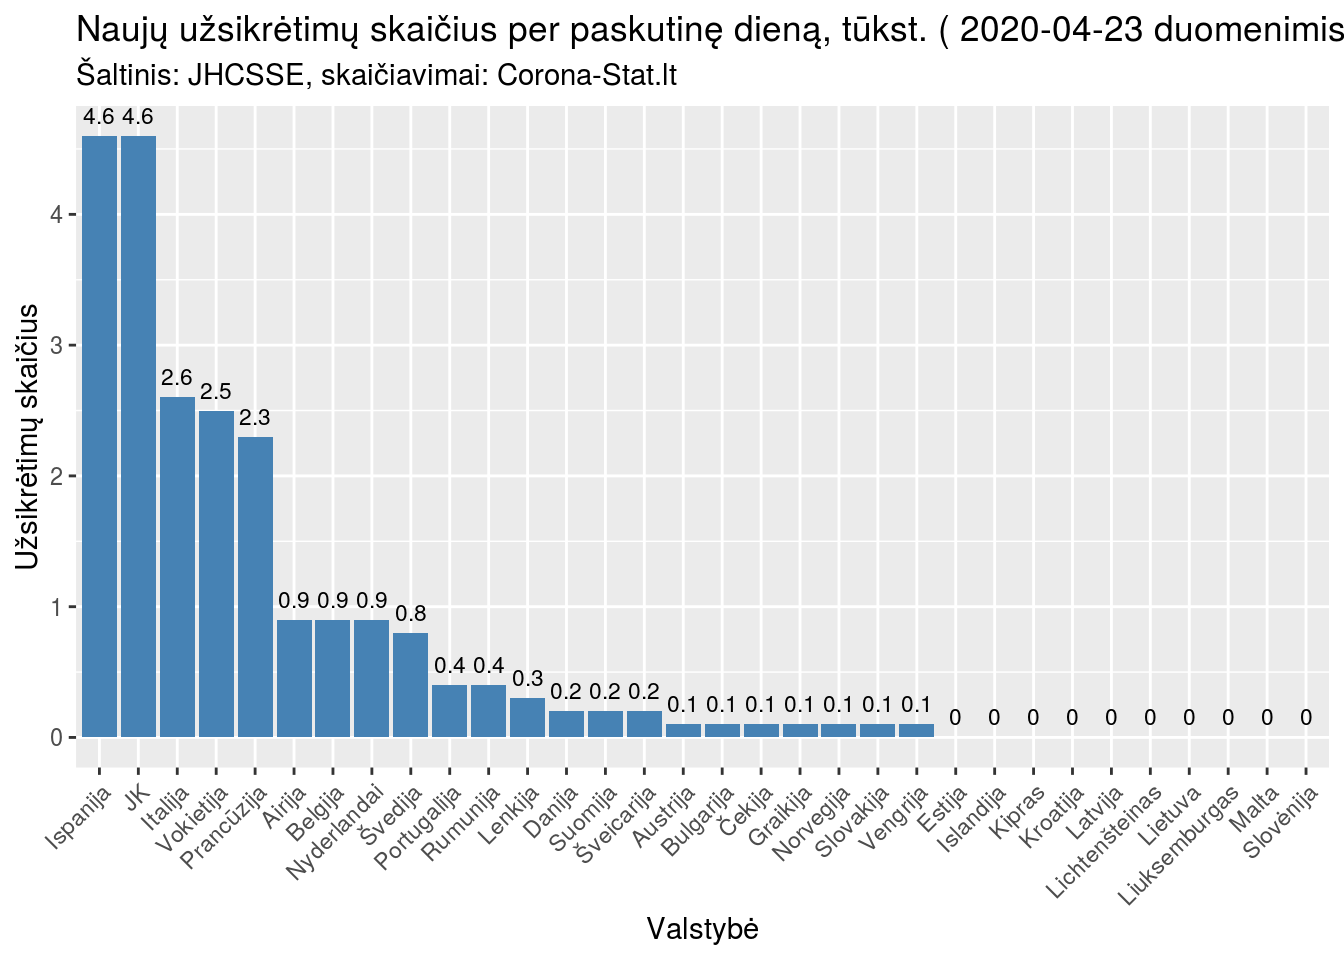 Naujų užsikrėtimų skaičius per paskutinę dieną, tūkst. ( 2020-04-23 duomenimis
Šaltinis: JHCSSE, skaičiavimai: Corona-Stat.lt
Užsikrėtimų skaičius
4
3
2
1
0
4.6 4.6 2.6 2.5 2.3 0.9 0.9 0.9 0.8 0.4 0.4 0.3 0.2 0.2 0.2 0.1 0.1 0.1 0.1 0.1 0.1 0.1 0 0 0 0 0 0 0 0 0 0
Ispanija
JK
Italija
Vokietija
Prancūzija
Airija
Belgija
Nyderlandai
Švedija
Portugalija
Rumunija
Lenkija
Danija
Suomija
Šveicarija
Austrija
Bulgarija
Čekija
Graikija
Norvegija
Slovakija
Vengrija
Estija
Islandija
Kipras
Kroatija
Latvija
Lichtenšteinas
Lietuva
Liuksemburgas
Malta
Slovėnija
Valstybė